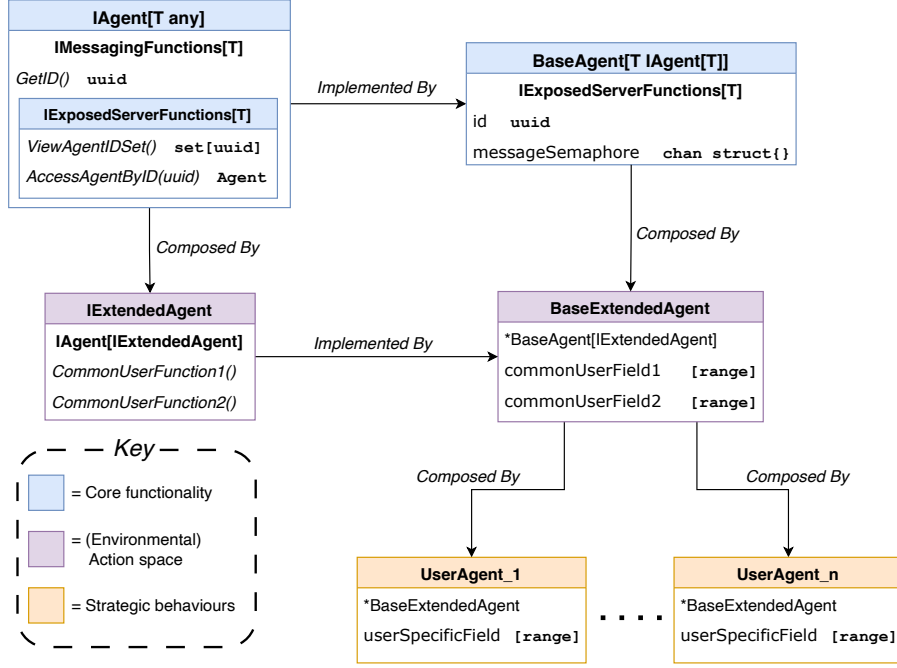 IAgent[T any]
IMessagingFunctions[T]
GetID() uuid
IExposedServerFunctions[T]
ViewAgentIDSet() set[uuid]
AccessAgentByID(uuid) Agent
Implemented By
BaseAgent[T IAgent[T]]
IExposedServerFunctions[T]
id uuid
messageSemaphore chan struct{}
Composed By
Composed By
IExtendedAgent
IAgent[IExtendedAgent]
CommonUserFunction1()
CommonUserFunction2()
Implemented By
BaseExtendedAgent
*BaseAgent[IExtendedAgent]
commonUserField1 [range]
commonUserField2 [range]
Key
= Core functionality
= (Environmental)
Action space
= Strategic behaviours
Composed By
Composed By
UserAgent_1
*BaseExtendedAgent
userSpecificField [range]
. . . .
UserAgent_n
*BaseExtendedAgent
userSpecificField [range]